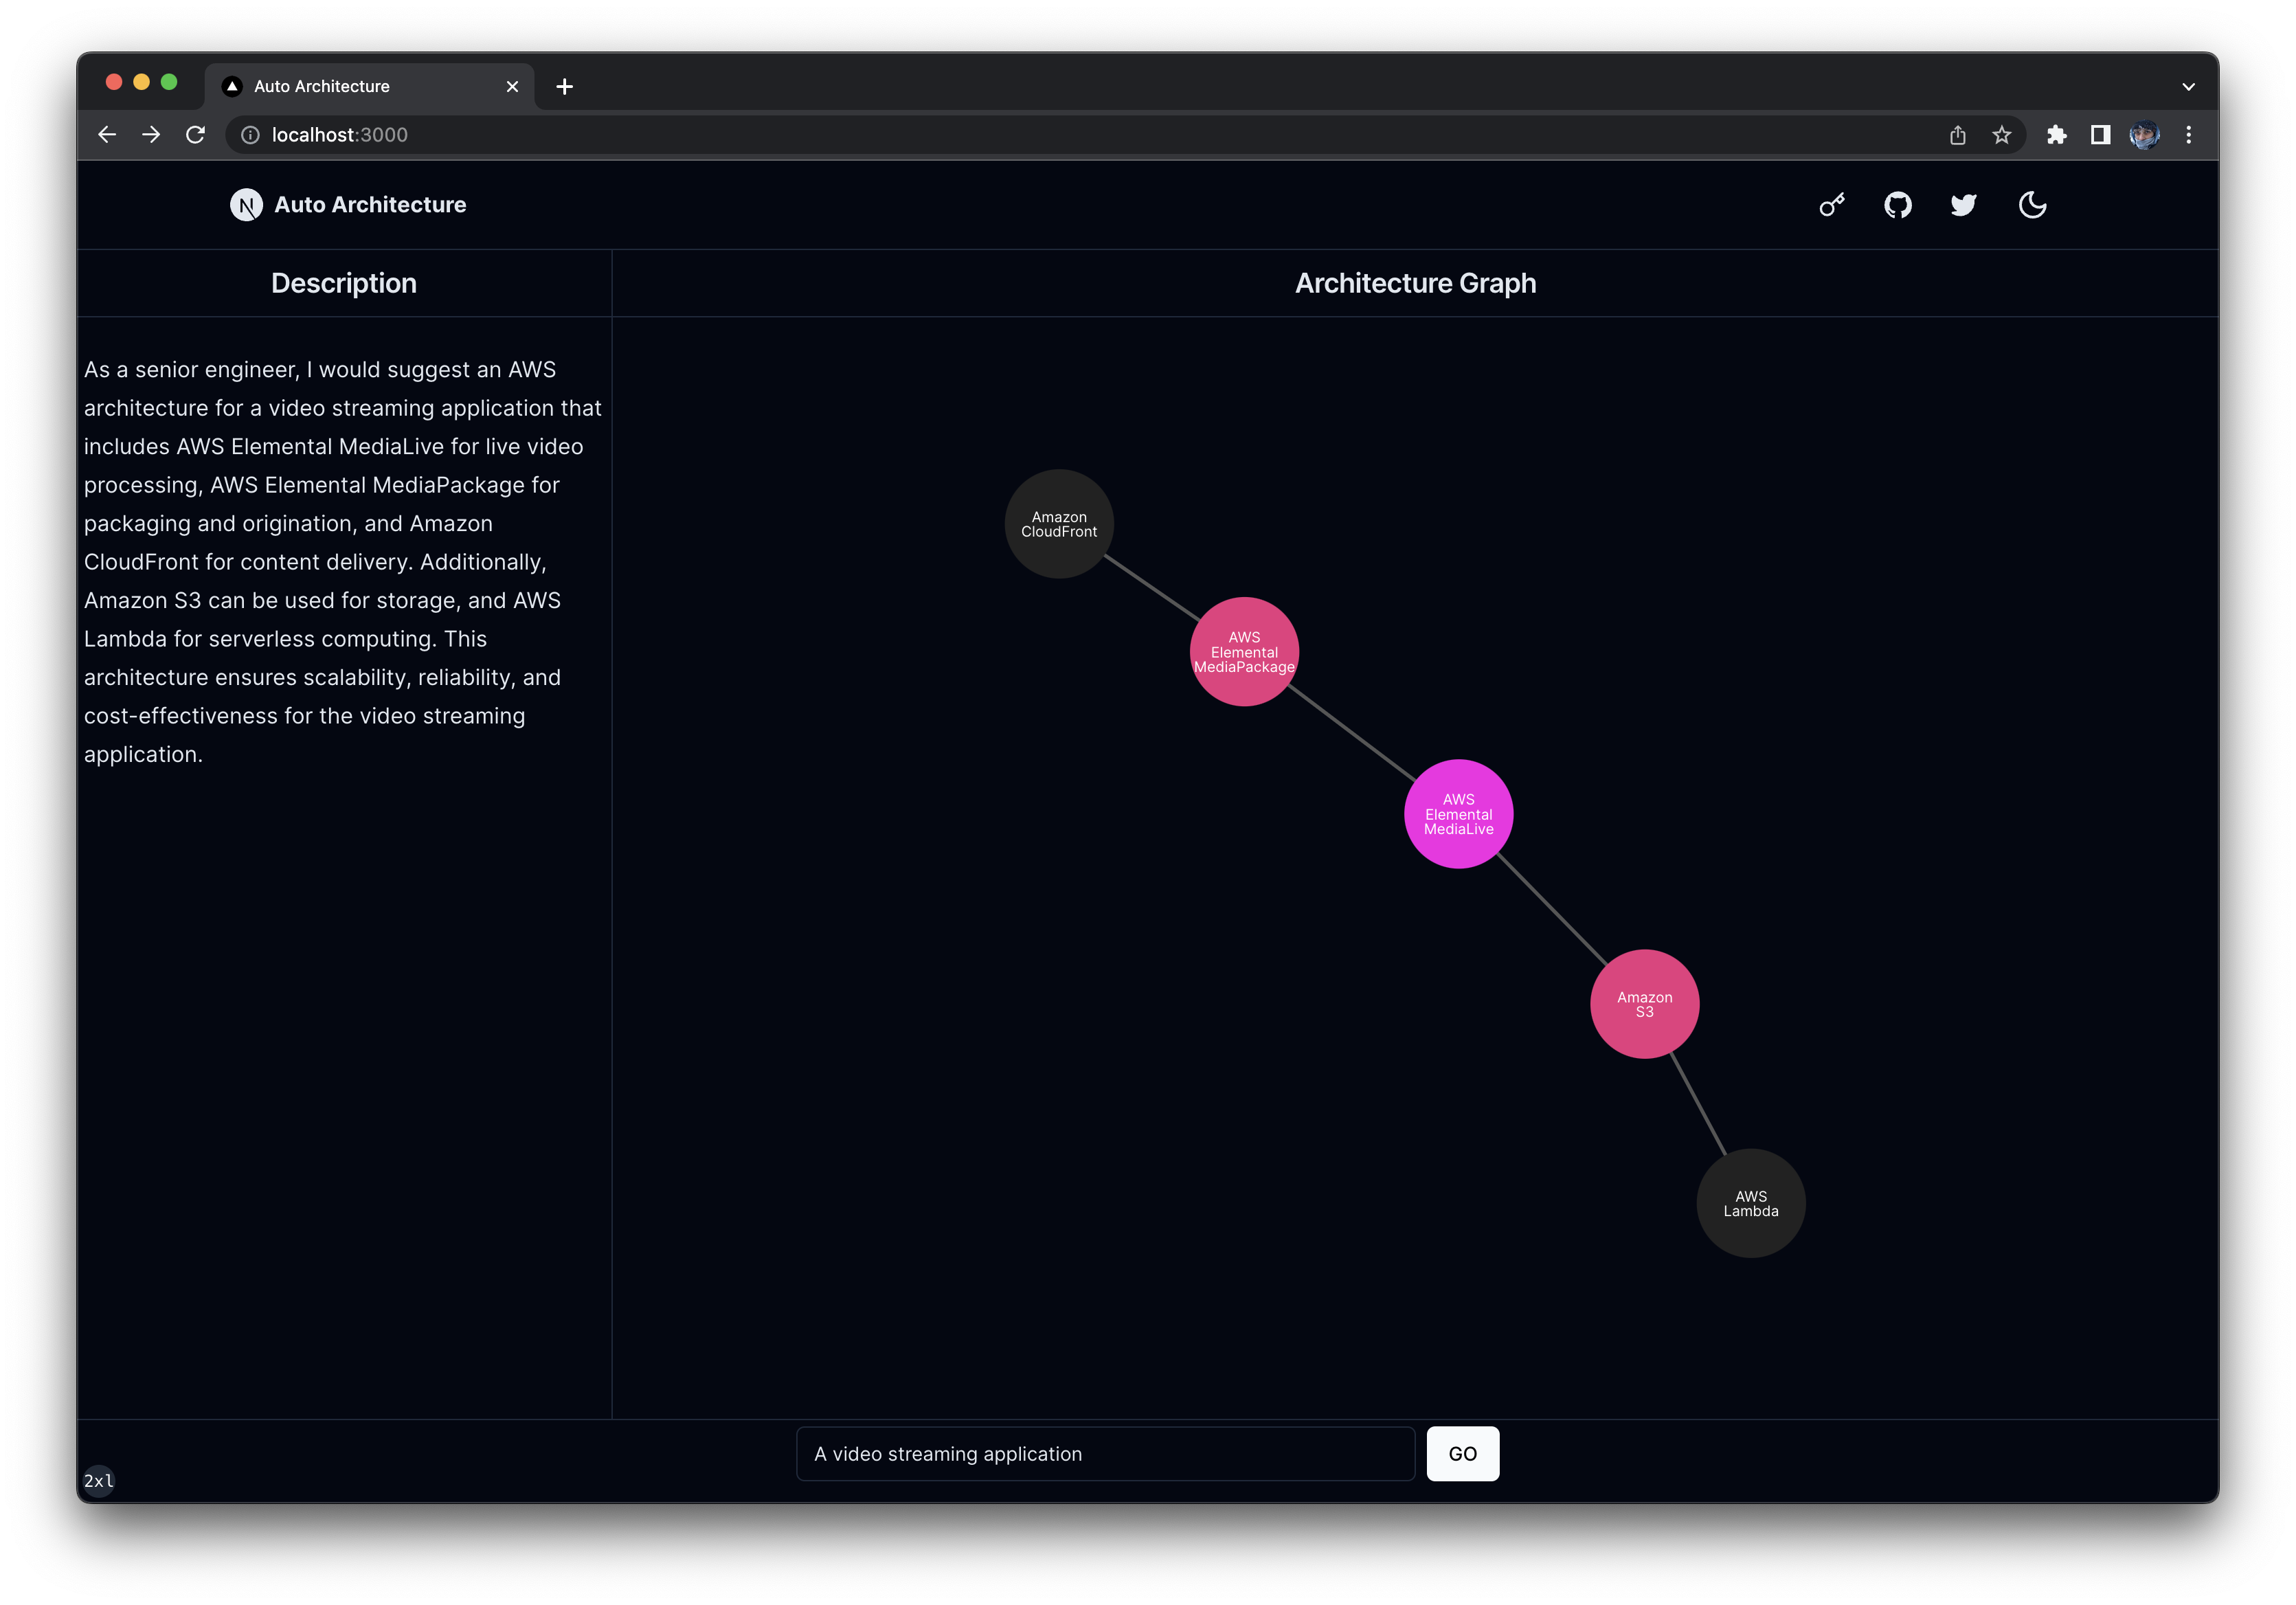 Auto Architecture
localhost:3000
Auto Architecture
Description
Architecture Graph
As a senior engineer, I would suggest an AWS
architecture for a video streaming application that
includes AWS Elemental MediaLive for live video
processing, AWS Elemental MediaPackage for
packaging and origination, and Amazon
CloudFront for content delivery. Additionally,
Amazon S3 can be used for storage, and AWS
Lambda for serverless computing. This
architecture ensures scalability, reliability, and
cost-effectiveness for the video streaming
application.
Amazon
CloudFront
AWS
Elemental
MediaPackage
AWS
Elemental
MediaLive
Amazon
S3
AWS
Lambda
A video streaming application
GO
2xl